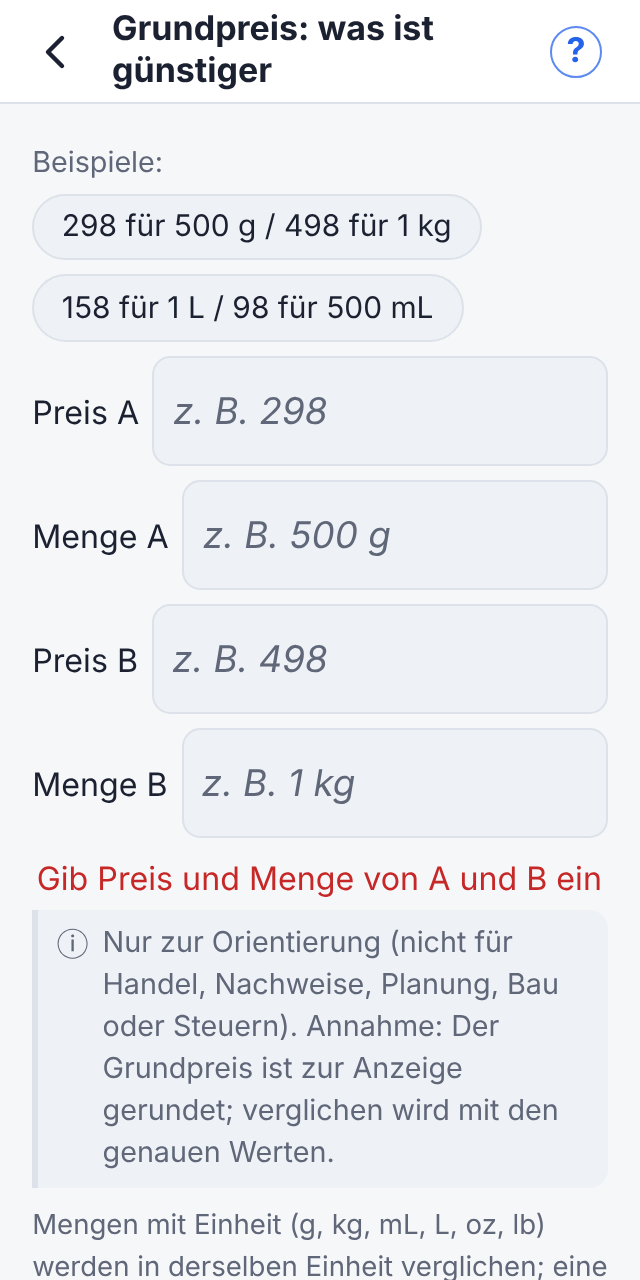 Grundpreis: was ist
günstiger
?
Beispiele:
298 für 500 g / 498 für 1 kg
158 für 1 L / 98 für 500 mL
Preis A
z. B. 298
Menge A
z. B. 500 g
Preis B
z. B. 498
Menge B
z. B. 1 kg
Gib Preis und Menge von A und B ein
Nur zur Orientierung (nicht für
Handel, Nachweise, Planung, Bau
oder Steuern). Annahme: Der
Grundpreis ist zur Anzeige
gerundet; verglichen wird mit den
genauen Werten.
Mengen mit Einheit (g, kg, mL, L, oz, lb)
werden in derselben Einheit verglichen; eine